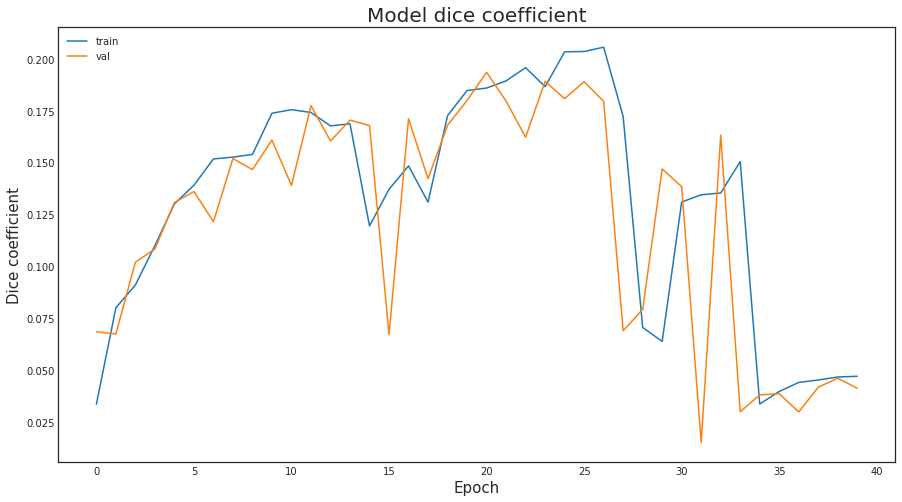 Model dice coefficient
train
val
0.200
0.175
0.150
0.125
0.100
0.075
0.050
0.025
Dice coefficient
0 5 10 15 20 25 30 35 40
Epoch